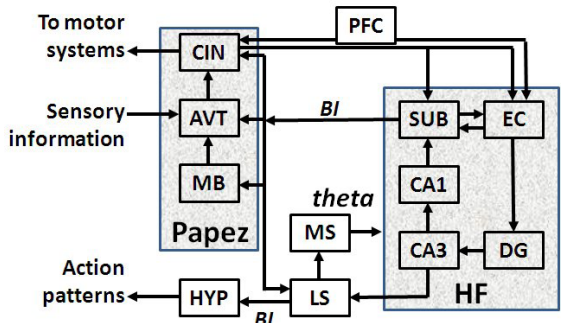 To motor
systems
PFC
CIN
Sensory
information
AVT
BI
SUB
EC
MB
CA1
theta
Papez
MS
CA3
DG
Action
patterns
HYP
LS
HF
BI